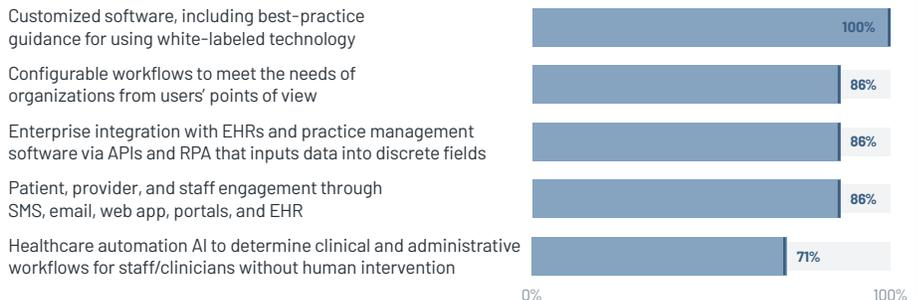 Customized software, including best-practice
guidance for using white-labeled technology
100%
Configurable workflows to meet the needs of
organizations from users’ points of view
86%
Enterprise integration with EHRs and practice management
software via APIs and RPA that inputs data into discrete fields
86%
Patient, provider, and staff engagement through
SMS, email, web app, portals, and EHR
86%
Healthcare automation AI to determine clinical and administrative
workflows for staff/clinicians without human intervention
71%
0% 100%